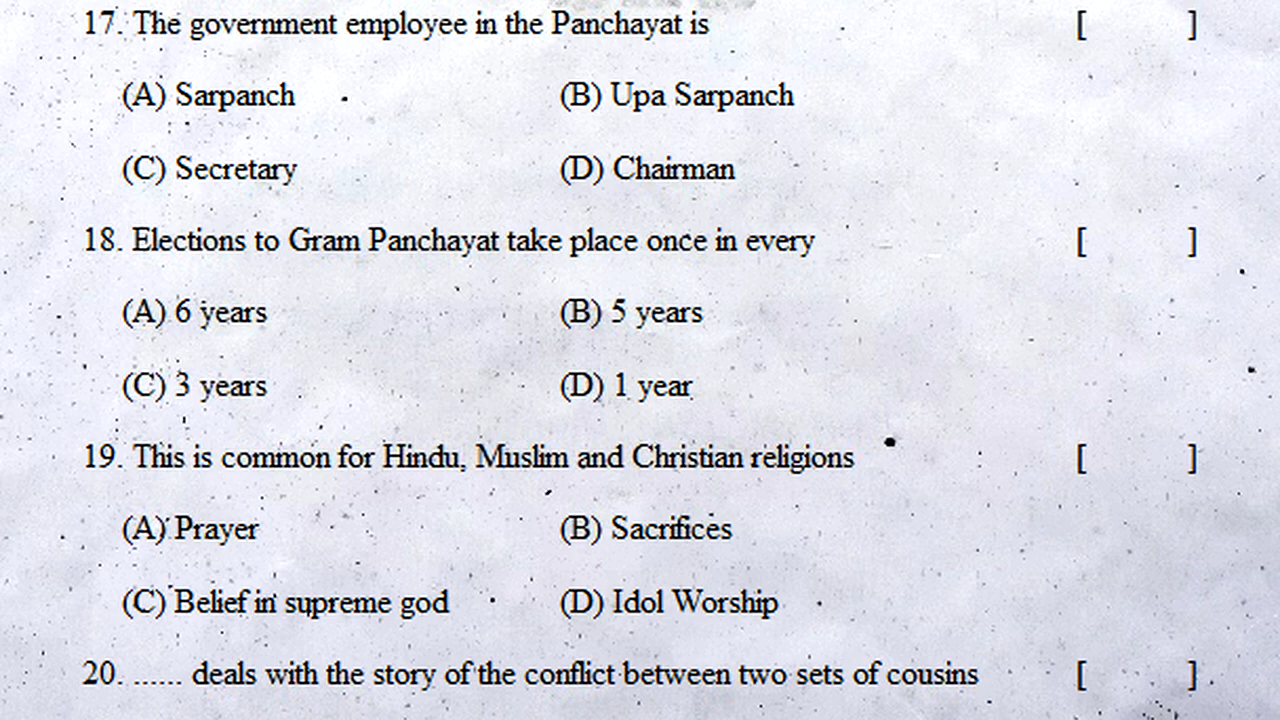 17. The government employee in the Panchayat is [ ]
(A) Sarpanch (B) Upa Sarpanch
(C) Secretary (D) Chairman
18. Elections to Gram Panchayat take place once in every [ ]
(A) 6 years (B) 5 years
(C) 3 years (D) 1 year
19. This is common for Hindu, Muslim and Christian religions [ ]
(A) Prayer (B) Sacrifices
(C) Belief in supreme god (D) Idol Worship
20. ...... deals with the story of the conflict between two sets of cousins [ ]